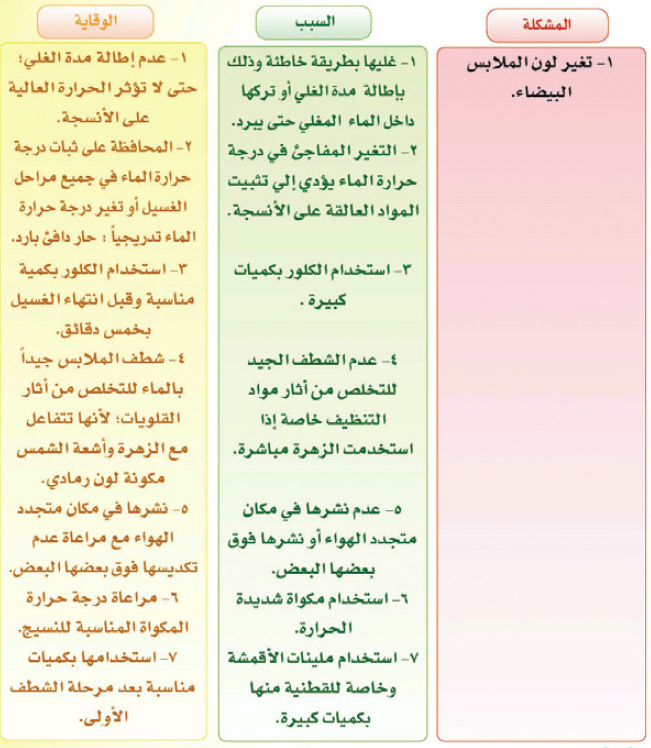 المشكلة
١- تغير لون الملابس
البيضاء.
السبب
١- غليها بطريقة خاطئة وذلك
بإطالة مدة الغلي أو تركها
داخل الماء المغلي حتى يبرد.
٢- التغير المفاجئ في درجة
حرارة الماء يؤدي إلي تثبيت
المواد العالقة على الأنسجة.
٣- استخدام الكلور بكميات
كبيرة .
٤- عدم الشطف الجيد
للتخلص من أثار مواد
التنظيف خاصة إذا
استخدمت الزهرة مباشرة.
٥- عدم نشرها في مكان
متجدد الهواء أو نشرها فوق
بعضها البعض.
٦- استخدام مكواة شديدة
الحرارة.
٧- استخدام ملينات الأقمشة
وخاصة للقطنية منها
بكميات كبيرة.
الوقاية
١- عدم إطالة مدة الغلي؛
حتى لا تؤثر الحرارة العالية
على الأنسجة.
٢- المحافظة على ثبات درجة
حرارة الماء في جميع مراحل
الغسيل أو تغير درجة حرارة
الماء تدريجياً : حار دافئ بارد.
٣- استخدام الكلور بكمية
مناسبة وقبل انتهاء الغسيل
بخمس دقائق.
٤- شطف الملابس جيداً
بالماء للتخلص من أثار
القلويات؛ لأنها تتفاعل
مع الزهرة وأشعة الشمس
مكونة لون رمادي.
٥- نشرها في مكان متجدد
الهواء مع مراعاة عدم
تكديسها فوق بعضها البعض.
٦- مراعاة درجة حرارة
المكواة المناسبة للنسيج.
٧- استخدامها بكميات
مناسبة بعد مرحلة الشطف
الأولى.